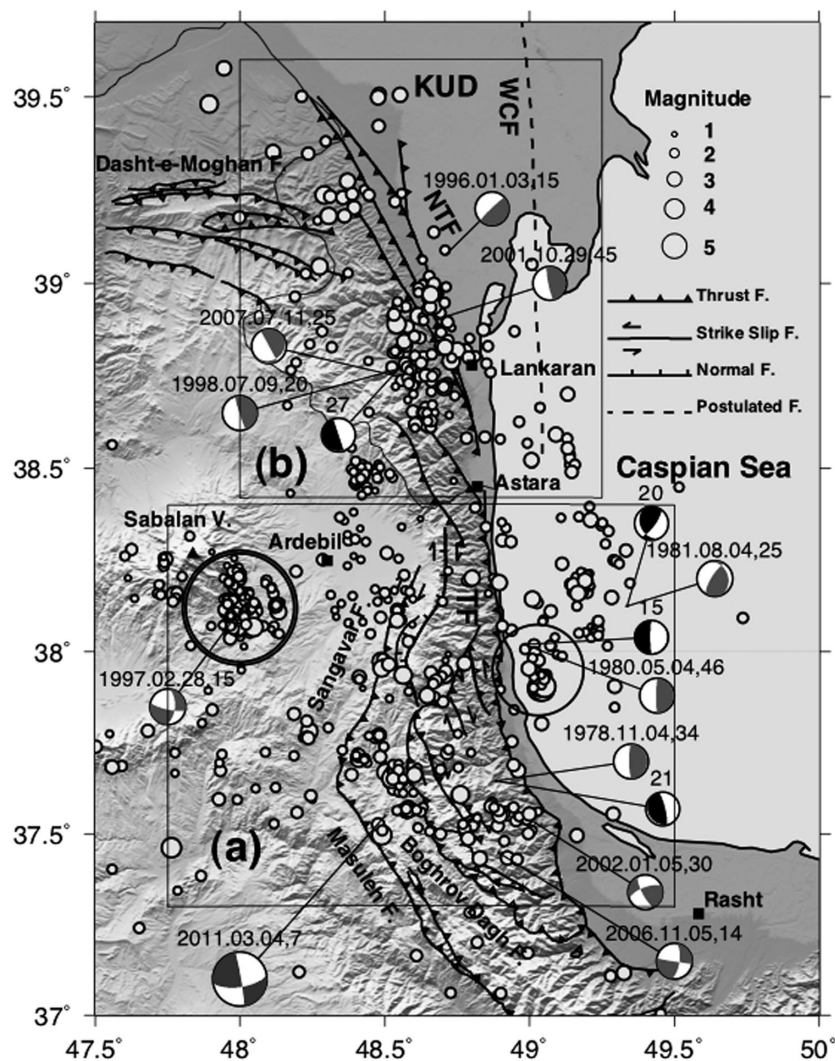 39.5°
39°
38.5°
38°
37.5°
37°
47.5°
48°
48.5°
49°
49.5°
50°
KUD
WCF
Magnitude
1
2
3
4
5
Dasht-e-Moghan F.
1996.01.03,15
NTF
2001.10.29,45
Thrust F.
Strike Slip F.
Normal F.
Postulated F.
2007.07.11,25
1998.07.09,20
27
Lankaran
(b)
Caspian Sea
Astara
20
Sabalan V.
Ardebil
1981.08.04,25
TF
15
Sangavar F.
1997.02.28,15
1980.05.04,46
1978.11.04,34
21
(a)
Masuleh F.
2002.01.05,30
Rasht
2011.03.04,7
2006.11.05,14